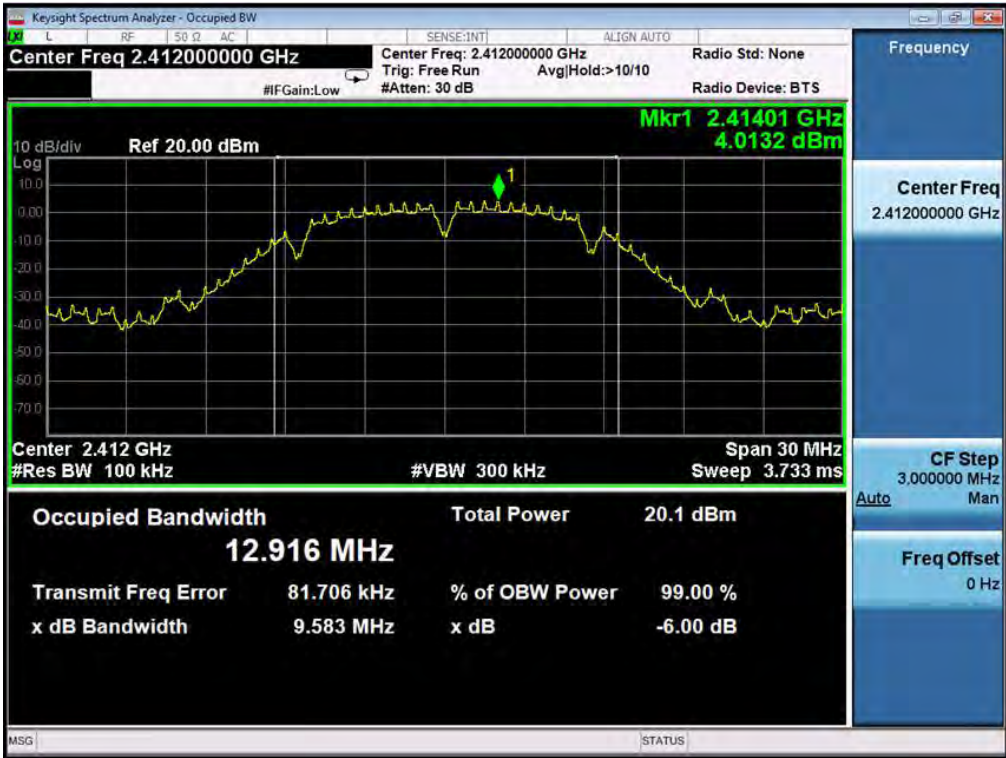 Keysight Spectrum Analyzer - Occupied BW
LXI L RF 50 Ω AC SENSE:INT ALIGN AUTO
Center Freq 2.412000000 GHz
Center Freq: 2.412000000 GHz
Radio Std: None
Trig: Free Run Avg|Hold:>10/10
#IFGain:Low #Atten: 30 dB
Radio Device: BTS
Mkr1 2.41401 GHz
4.0132 dBm
10 dB/div Ref 20.00 dBm
Log
10.0
0.00
-10.0
-20.0
-30.0
-40.0
-50.0
-60.0
-70.0
1
Center 2.412 GHz Span 30 MHz
#Res BW 100 kHz #VBW 300 kHz Sweep 3.733 ms
Occupied Bandwidth Total Power 20.1 dBm
12.916 MHz
Transmit Freq Error 81.706 kHz % of OBW Power 99.00 %
x dB Bandwidth 9.583 MHz x dB -6.00 dB
MSG STATUS
Frequency
Center Freq
2.412000000 GHz
CF Step
3.000000 MHz
Auto Man
Freq Offset
0 Hz